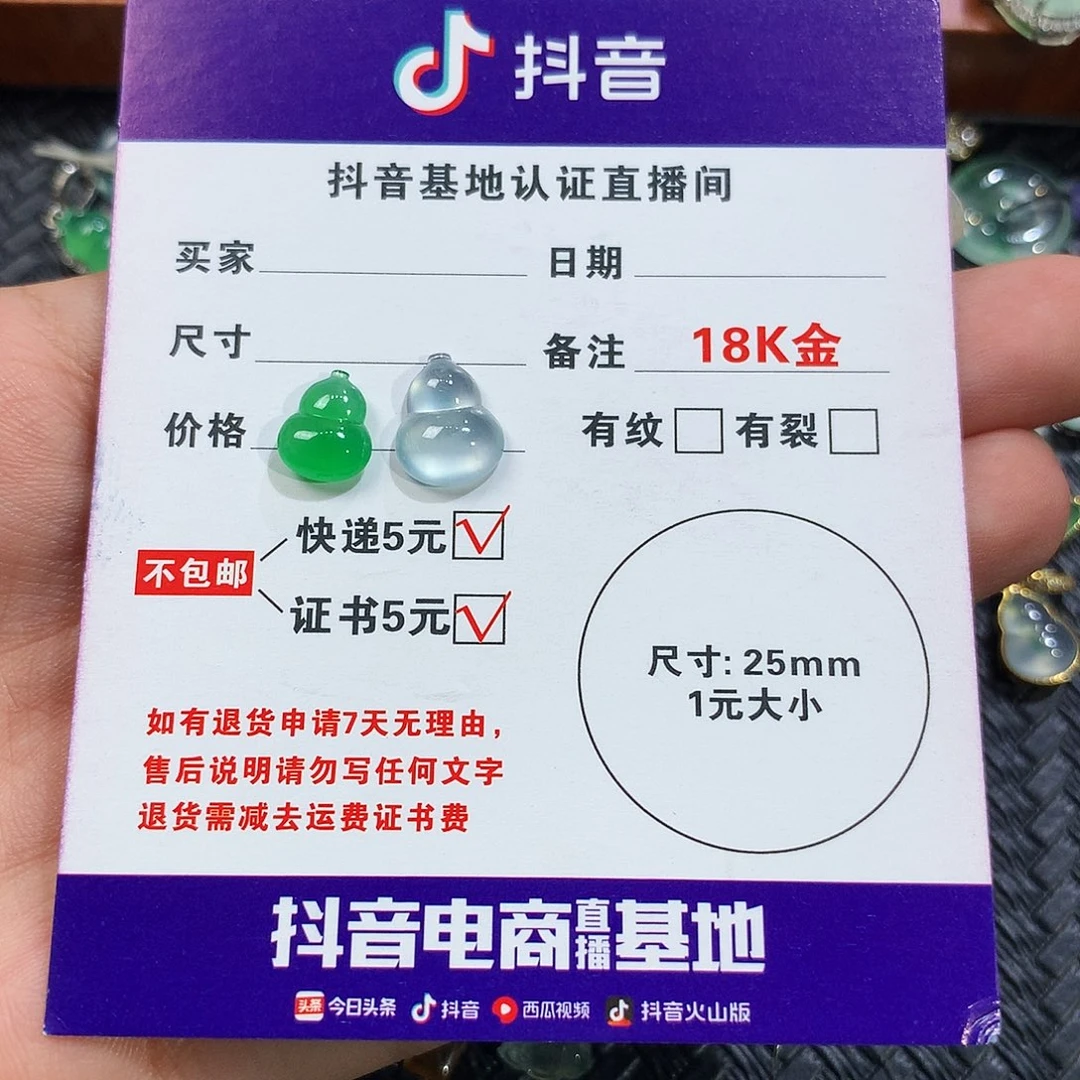 抖音
抖音基地认证直播间
买家 日期
尺寸 备注 18K金
价格 有纹 有裂
快递5元
不包邮
证书5元
尺寸: 25mm
1元大小
如有退货申请7天无理由，
售后说明请勿写任何文字
退货需减去运费证书费
抖音电商直播基地
头条 今日头条 抖音 西瓜视频 抖音火山版